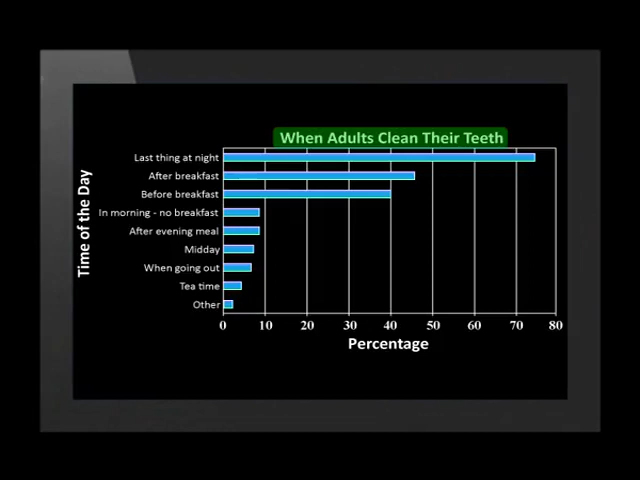 When Adults Clean Their Teeth
Time of the Day
Last thing at night
After breakfast
Before breakfast
In morning - no breakfast
After evening meal
Midday
When going out
Tea time
Other
0 10 20 30 40 50 60 70 80
Percentage